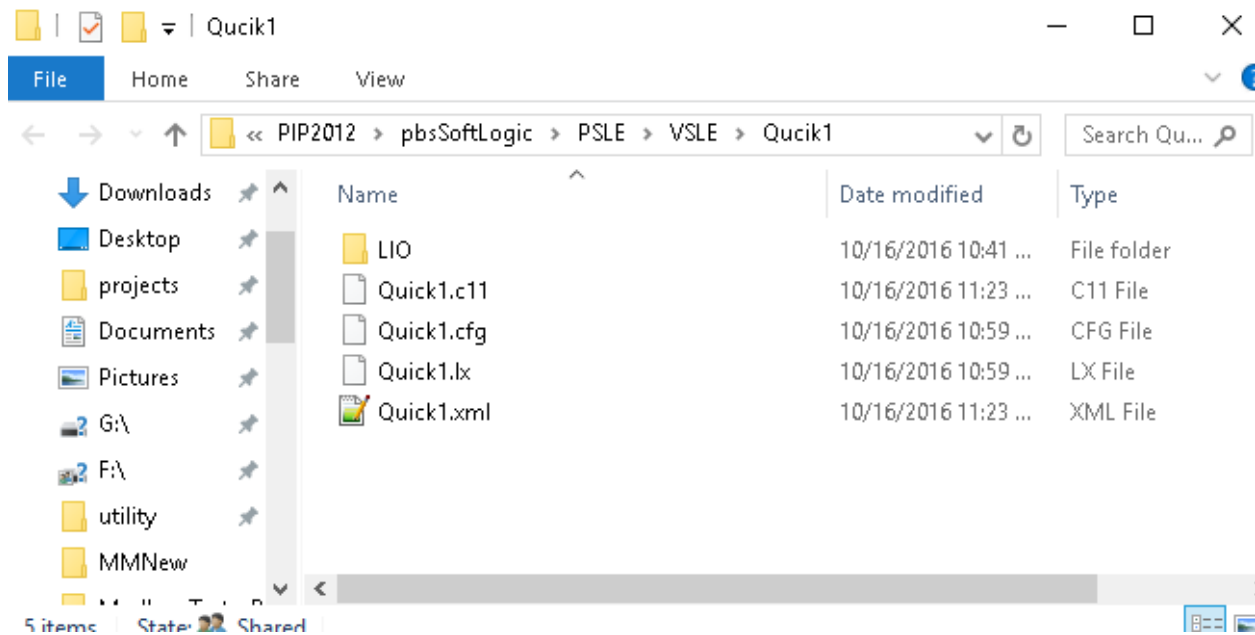 Qucik1
File Home Share View
« PIP2012 > pbsSoftLogic > PSLE > VSLE > Qucik1 Search Qu...
Name Date modified Type
Downloads
Desktop
projects
Documents
Pictures
G:\
F:\
utility
MMNew
LIO 10/16/2016 10:41 ... File folder
Quick1.c11 10/16/2016 11:23 ... C11 File
Quick1.cfg 10/16/2016 10:59 ... CFG File
Quick1.lx 10/16/2016 10:59 ... LX File
Quick1.xml 10/16/2016 11:23 ... XML File
5 items State: Shared